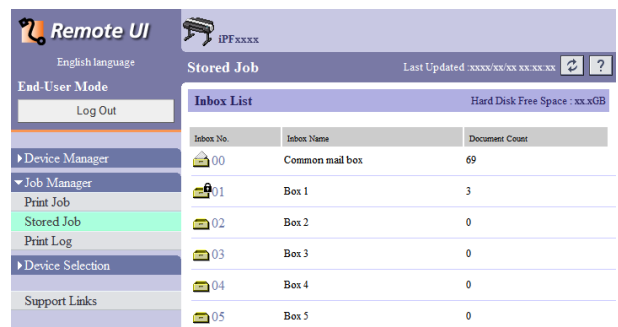 Remote UI
iPFxxxx
English language
Stored Job
Last Updated :xxxx/xx/xx xx:xx:xx
?
End-User Mode
Log Out
Inbox List
Hard Disk Free Space : xx.xGB
Inbox No. Inbox Name Document Count
00 Common mail box 69
01 Box 1 3
02 Box 2 0
03 Box 3 0
04 Box 4 0
05 Box 5 0
Device Manager
Job Manager
Print Job
Stored Job
Print Log
Device Selection
Support Links